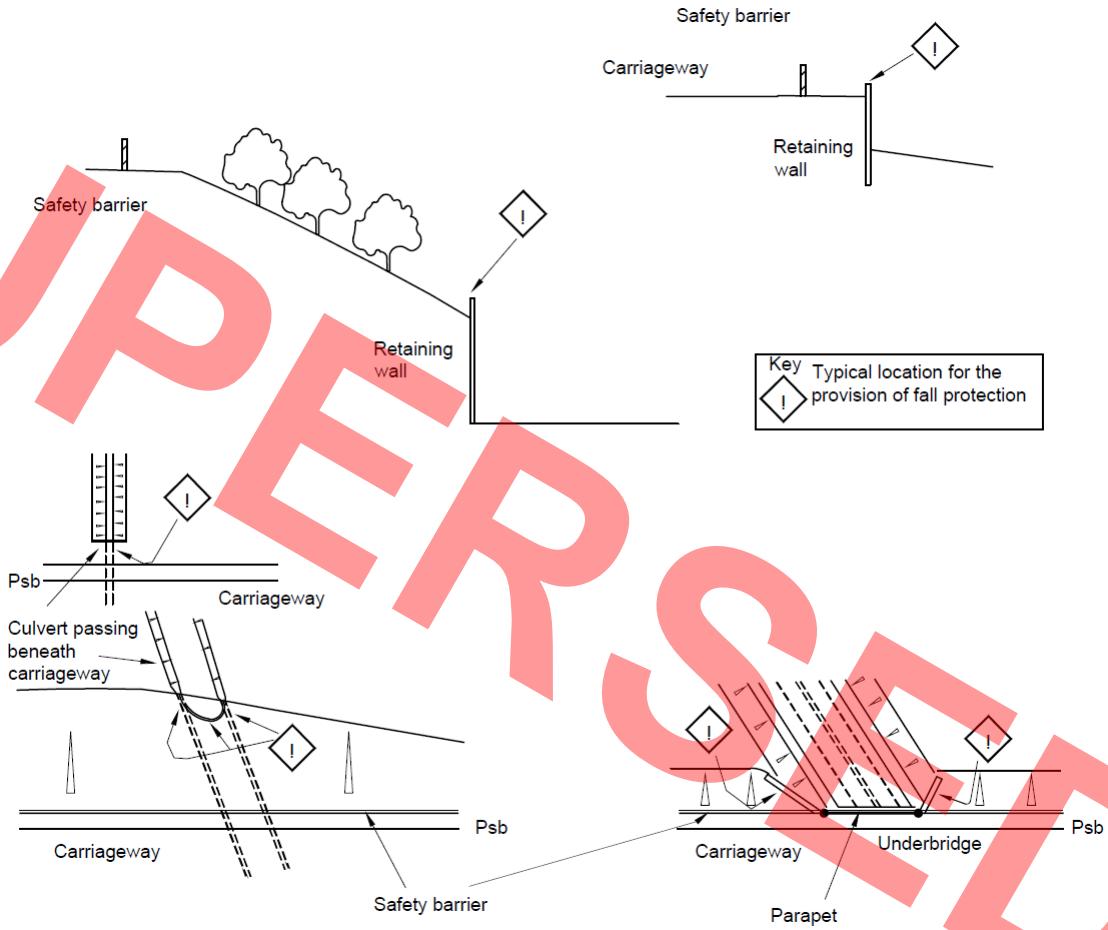 Safety barrier
!
Carriageway
Retaining
wall
Safety barrier
!
Retaining
wall
Key
Typical location for the
provision of fall protection
!
!
Psb
Carriageway
Culvert passing
beneath
carriageway
!
Psb
Carriageway
Safety barrier
!
!
Psb
Carriageway
Underbridge
Parapet
UPERSED